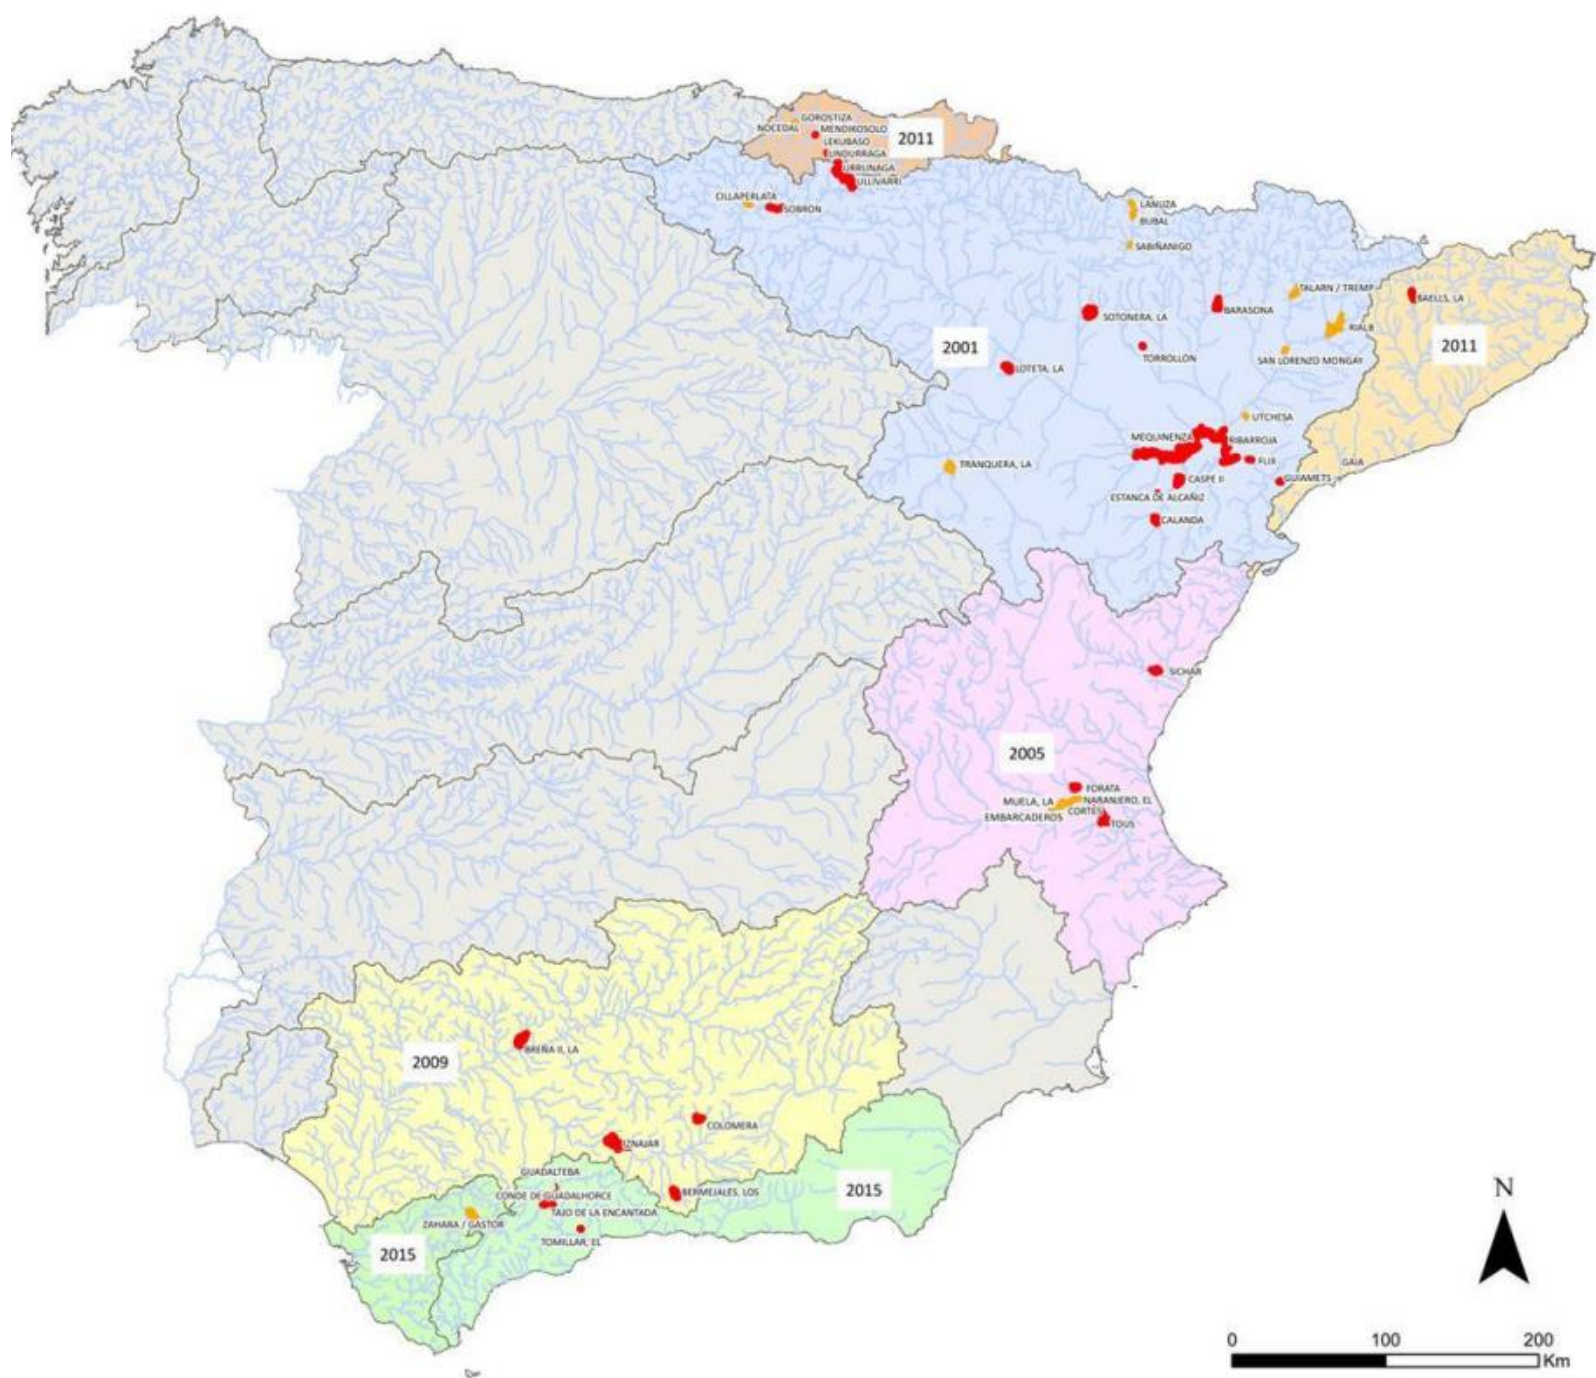 GOROSTIZA
NOCEDAL
MENDIKOSOLO
2011
LEKUBASO
UNDURRAGA
URRUNAGA
ULLIVARRI
CILLAPERLATA
SOBRON
LANUZA
BUBAL
SABIÑANIGO
TALARN / TREMP
BAELLS, LA
BARASONA
SOTONERA, LA
RIALB
2001
2011
TORROLLON
SAN LORENZO MONGAY
LOTETA, LA
UTCHESA
MEQUINENZA
RIBARROJA
TRANQUERA, LA
FLIX
GAIA
CASPE II
GUIAMETS
ESTANCA DE ALCAÑIZ
CALANDA
SICHAR
2005
FORATA
MUELA, LA
NARANJERO, EL
CORTES
EMBARCADEROS
TOUS
BREÑA II, LA
2009
COLOMERA
IZNAJAR
GUADALTEBA
BERMEJALES, LOS
2015
CONDE DE GUADALHORCE
TAJO DE LA ENCANTADA
ZAHARA / GASTOR
TOMILLAR, EL
2015
N
0 100 200
Km